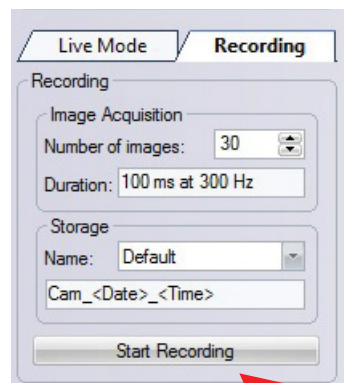 Live Mode Recording
Recording
Image Acquisition
Number of images: 30
Duration: 100 ms at 300 Hz
Storage
Name: Default
Cam_<Date>_<Time>
Start Recording